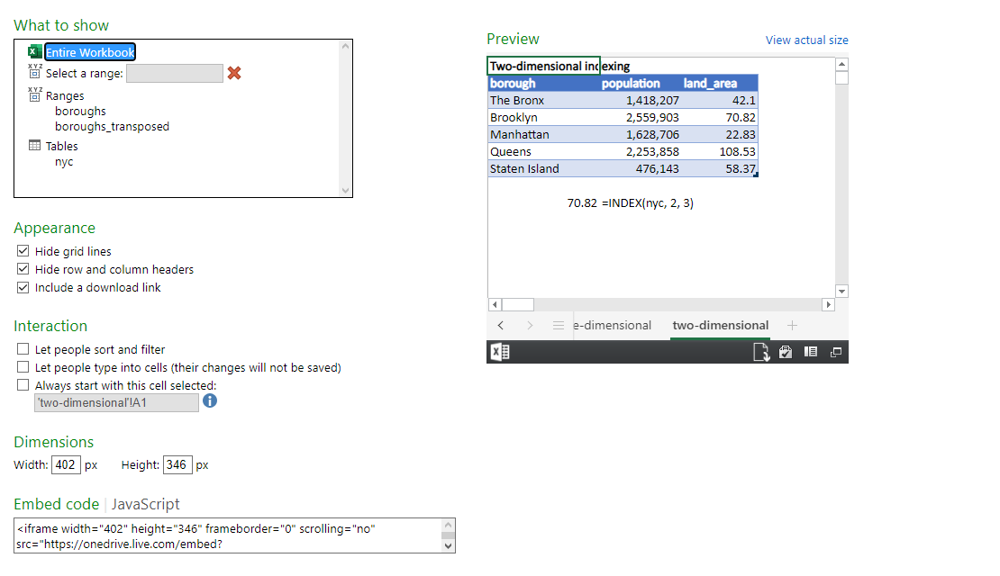 What to show
Entire Workbook
XYZ
Select a range:
XYZ
Ranges
boroughs
boroughs_transposed
Tables
nyc
Appearance
Hide grid lines
Hide row and column headers
Include a download link
Interaction
Let people sort and filter
Let people type into cells (their changes will not be saved)
Always start with this cell selected:
'two-dimensional'!A1
Dimensions
Width: 402 px Height: 346 px
Embed code | JavaScript
<iframe width="402" height="346" frameborder="0" scrolling="no"
src="https://onedrive.live.com/embed?
Preview View actual size
Two-dimensional indexing
borough population land_area
The Bronx 1,418,207 42.1
Brooklyn 2,559,903 70.82
Manhattan 1,628,706 22.83
Queens 2,253,858 108.53
Staten Island 476,143 58.37
70.82 =INDEX(nyc, 2, 3)
e-dimensional two-dimensional